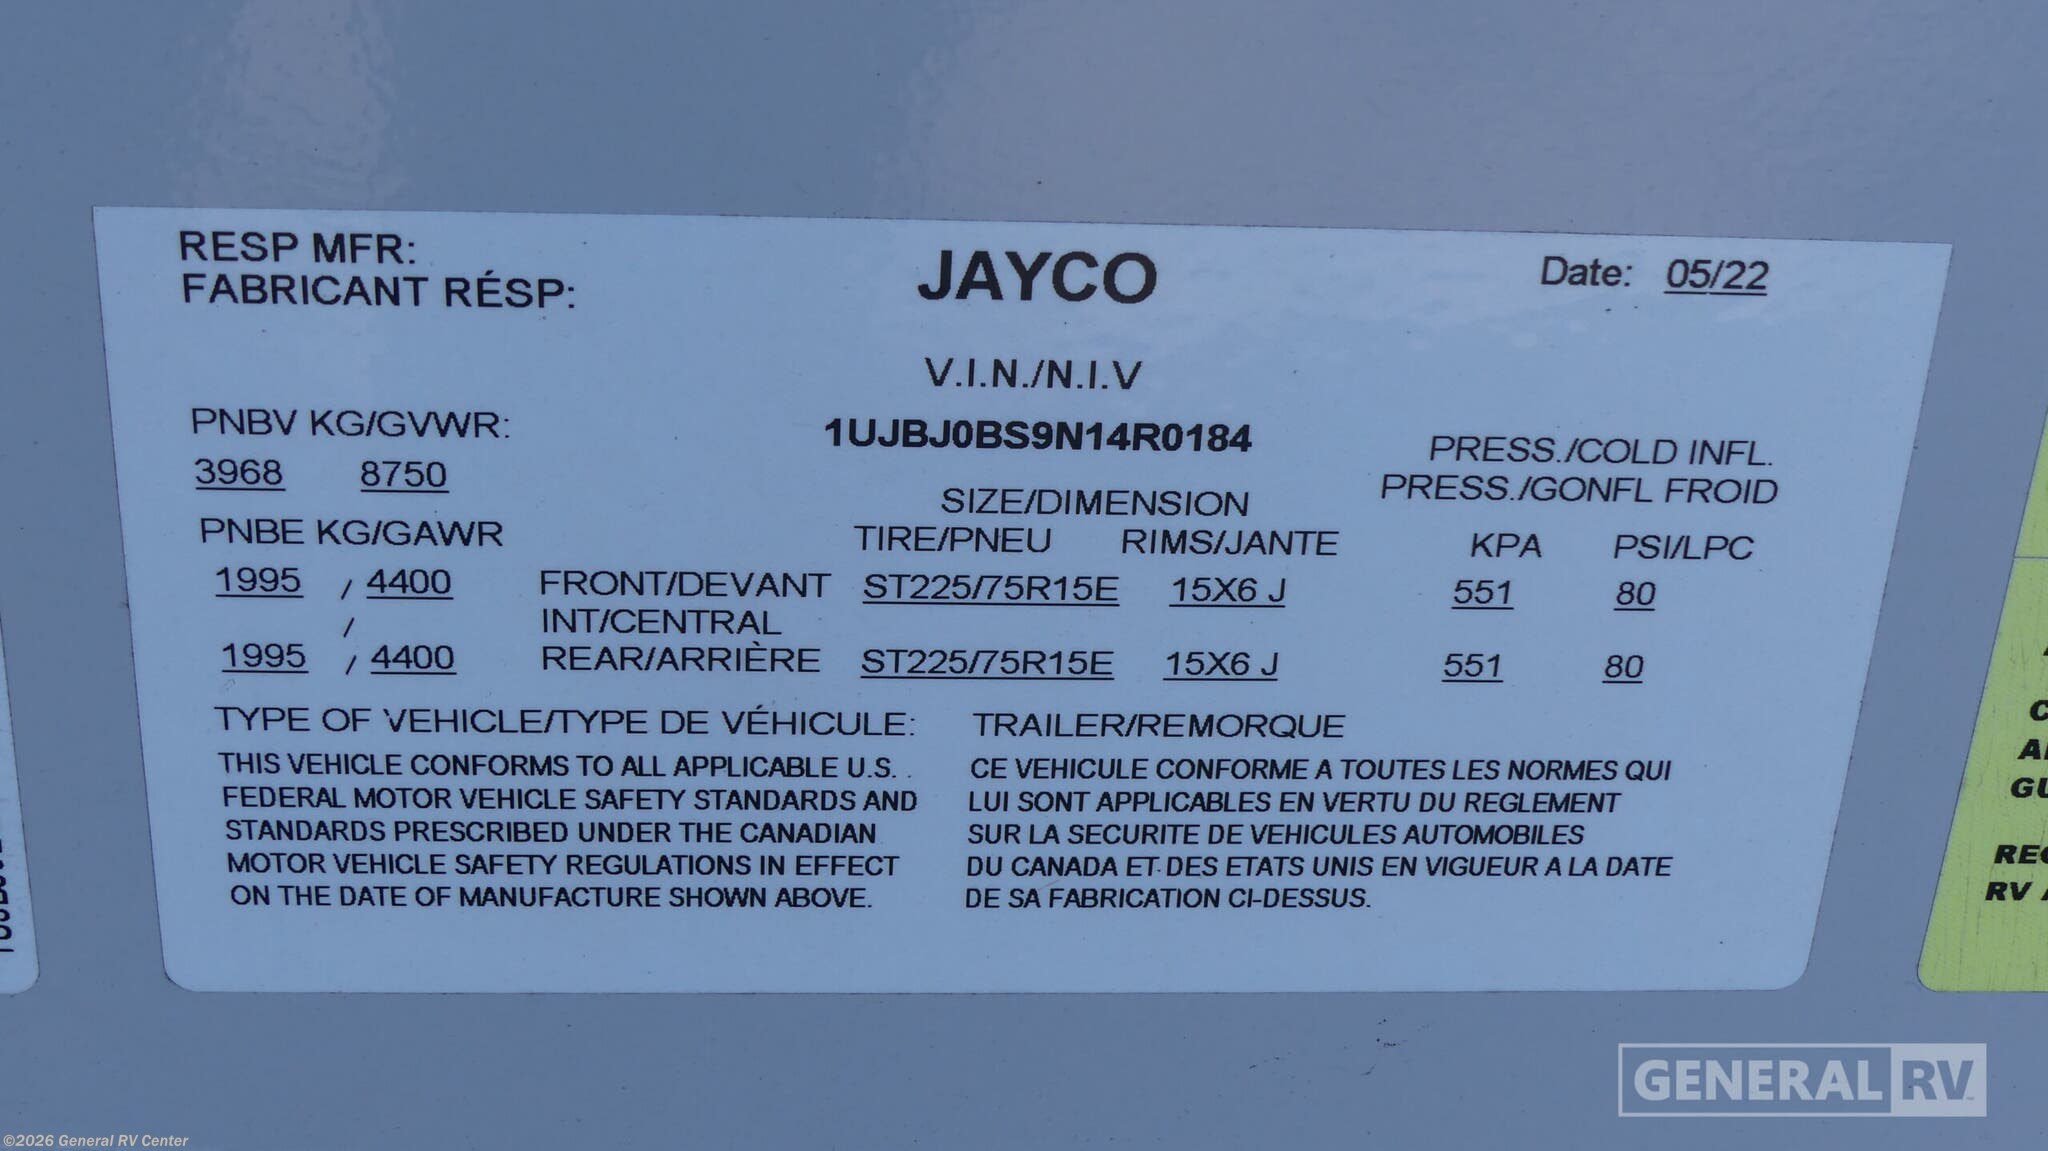 RESP MFR:
FABRICANT RÉSP:
JAYCO
Date: 05/22
V.I.N./N.I.V
1UJBJ0BS9N14R0184
PNBV KG/GVWR:
3968 8750
PRESS./COLD INFL.
PRESS./GONFL FROID
SIZE/DIMENSION
PNBE KG/GAWR TIRE/PNEU RIMS/JANTE KPA PSI/LPC
1995 / 4400 FRONT/DEVANT ST225/75R15E 15X6 J 551 80
/ INT/CENTRAL
1995 / 4400 REAR/ARRIÈRE ST225/75R15E 15X6 J 551 80
TYPE OF VEHICLE/TYPE DE VÉHICULE: TRAILER/REMORQUE
THIS VEHICLE CONFORMS TO ALL APPLICABLE U.S.
FEDERAL MOTOR VEHICLE SAFETY STANDARDS AND
STANDARDS PRESCRIBED UNDER THE CANADIAN
MOTOR VEHICLE SAFETY REGULATIONS IN EFFECT
ON THE DATE OF MANUFACTURE SHOWN ABOVE.
CE VEHICULE CONFORME A TOUTES LES NORMES QUI
LUI SONT APPLICABLES EN VERTU DU REGLEMENT
SUR LA SECURITE DE VEHICULES AUTOMOBILES
DU CANADA ET DES ETATS UNIS EN VIGUEUR A LA DATE
DE SA FABRICATION CI-DESSUS.
RV
GENERAL RV
©2026 General RV Center